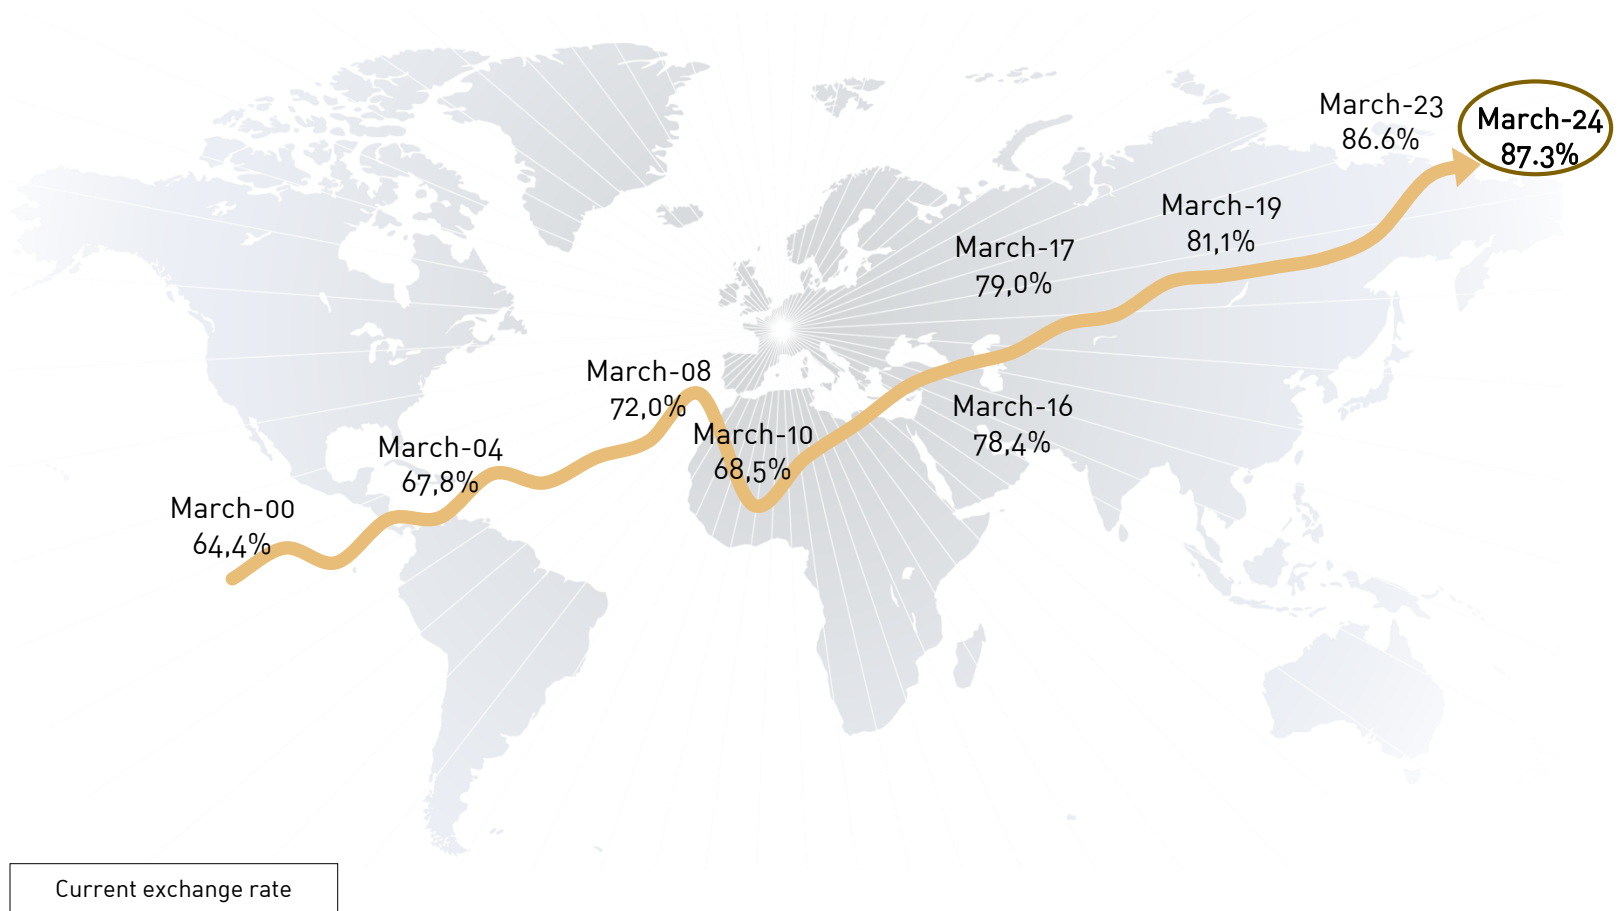 March-00
64,4%
March-04
67,8%
March-08
72,0%
March-10
68,5%
March-16
78,4%
March-17
79,0%
March-19
81,1%
March-23
86.6%
March-24
87.3%
Current exchange rate